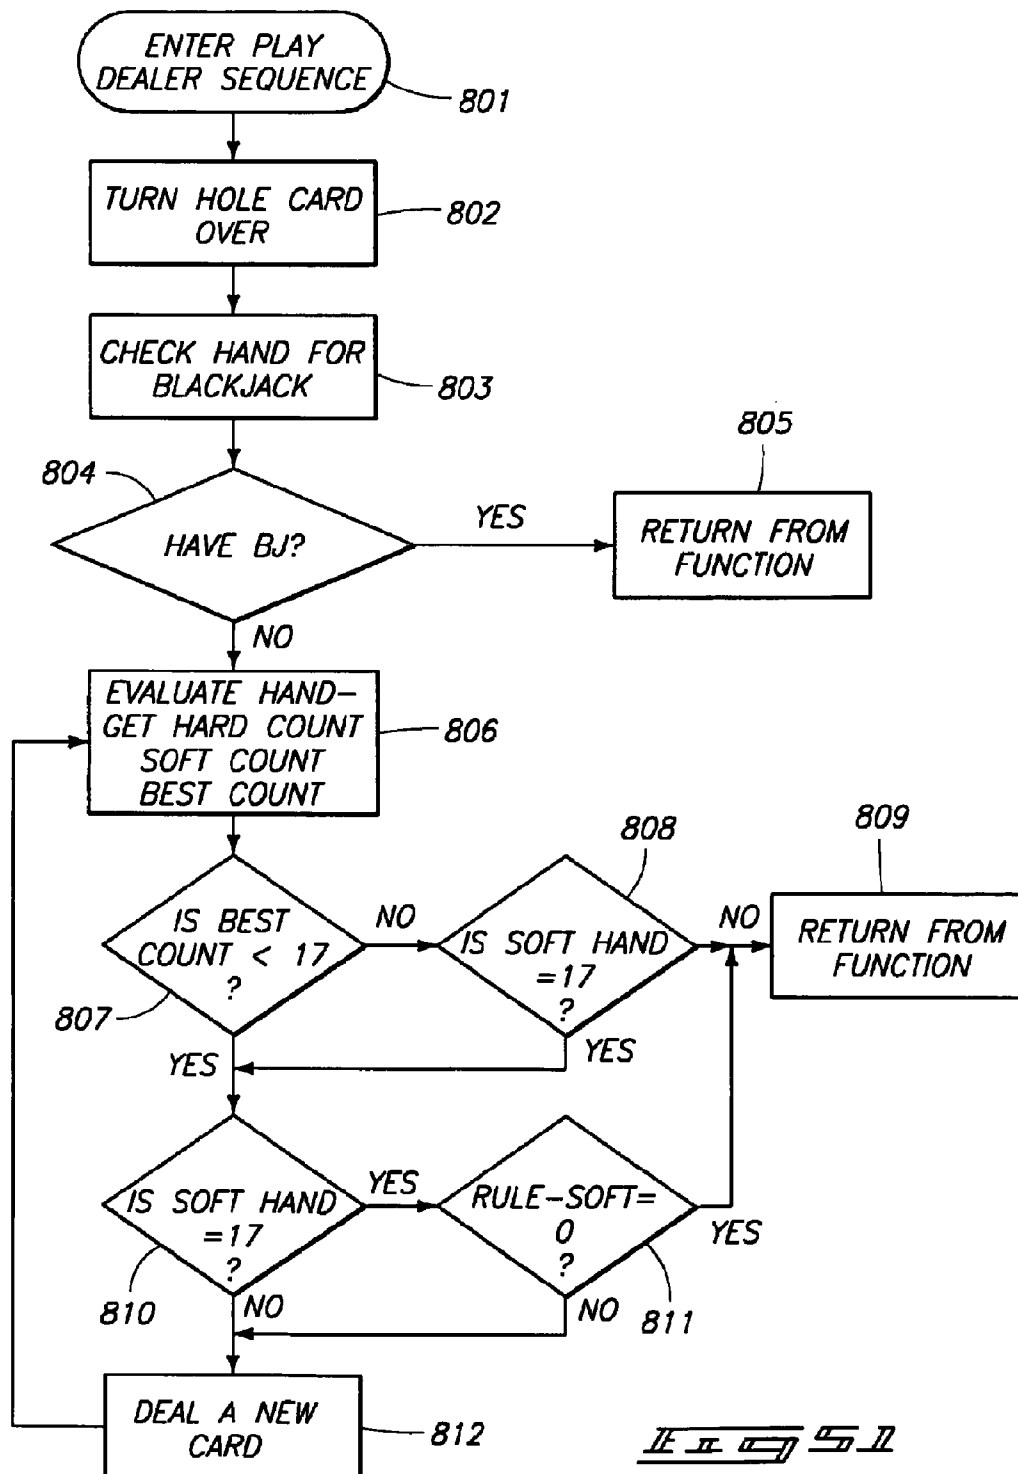 ENTER PLAY
DEALER SEQUENCE
801
TURN HOLE CARD
OVER
802
CHECK HAND FOR
BLACKJACK
803
804
HAVE BJ?
YES
805
RETURN FROM
FUNCTION
NO
EVALUATE HAND-
GET HARD COUNT
SOFT COUNT
BEST COUNT
806
IS BEST
COUNT < 17
?
807
NO
808
IS SOFT HAND
=17
?
NO
809
RETURN FROM
FUNCTION
YES
YES
IS SOFT HAND
=17
?
810
YES
RULE-SOFT=
0
?
811
YES
NO
NO
DEAL A NEW
CARD
812
Fig 51